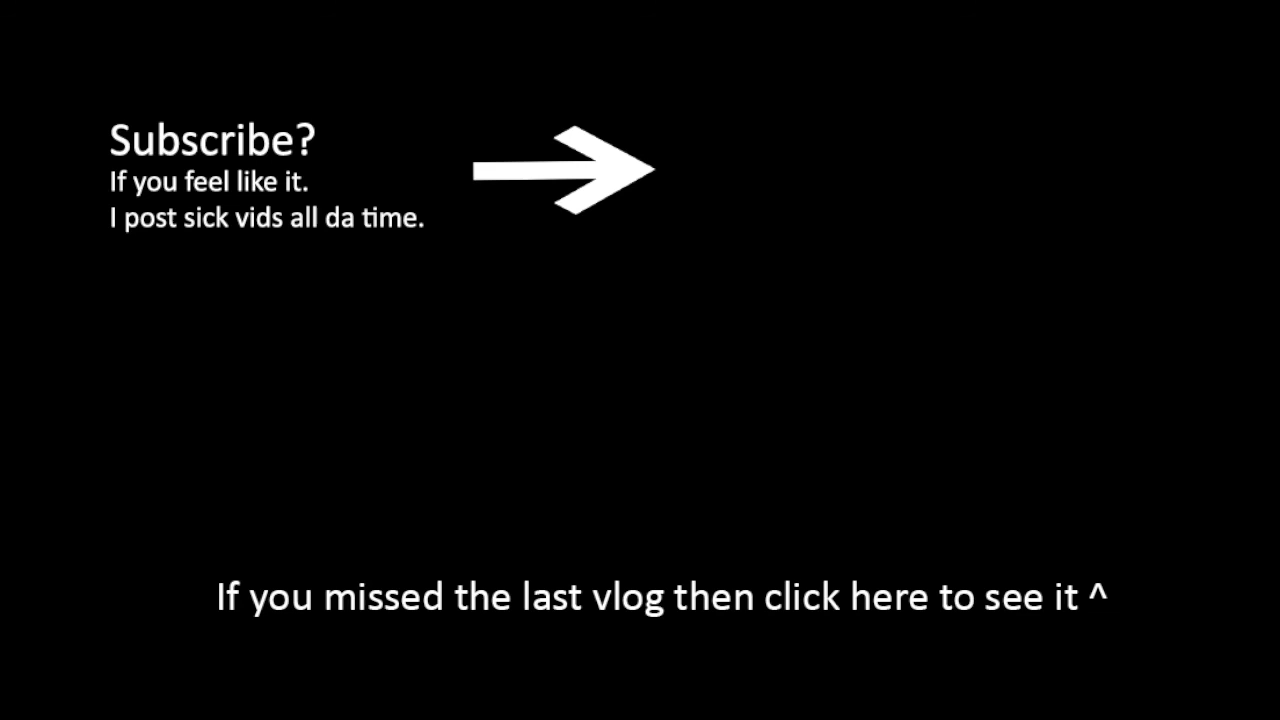 Subscribe?
If you feel like it.
I post sick vids all da time.
If you missed the last vlog then click here to see it ^